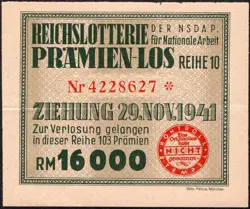 REICHSLOTTERIE DER NSDAP.
für Nationale Arbeit
PRÄMIEN-LOS REIHE 10
Nr 4228627 *
ZIEHUNG 29.NOV.1941
Zur Verlosung gelangen
in dieser Reihe 103 Prämien
RM 16000
KONTROLL
NICHT